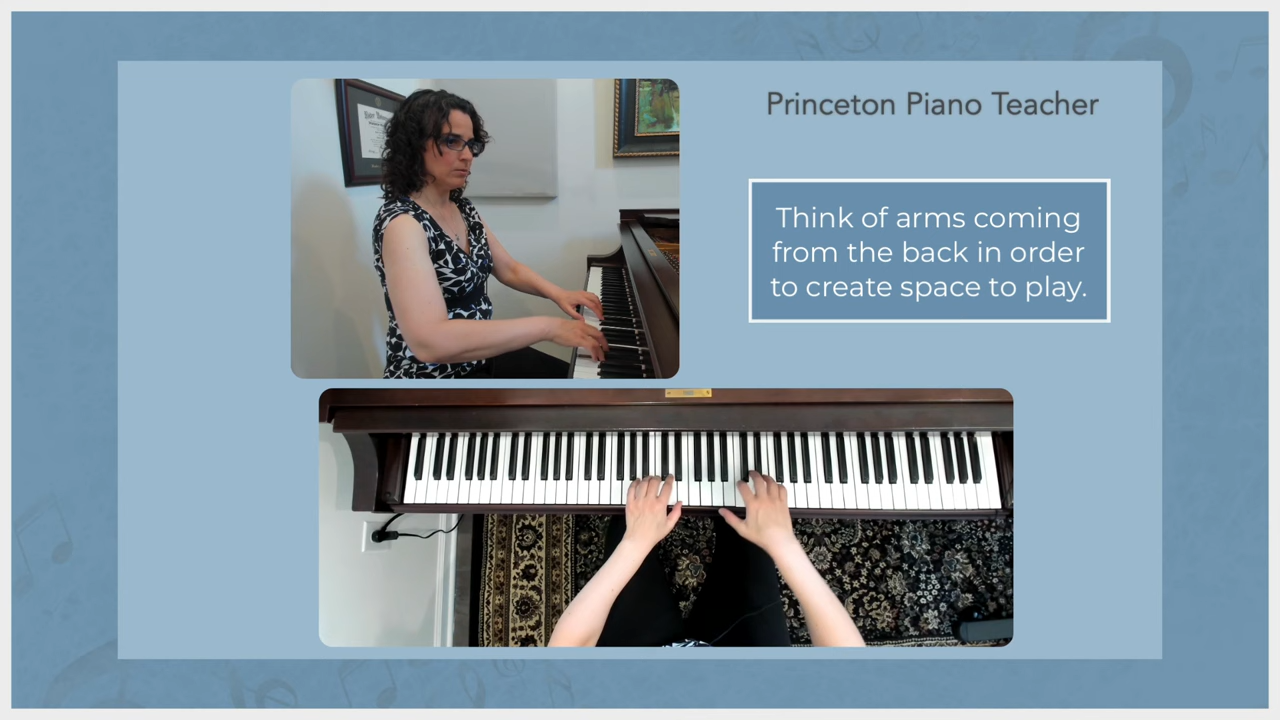 Princeton Piano Teacher
Think of arms coming
from the back in order
to create space to play.